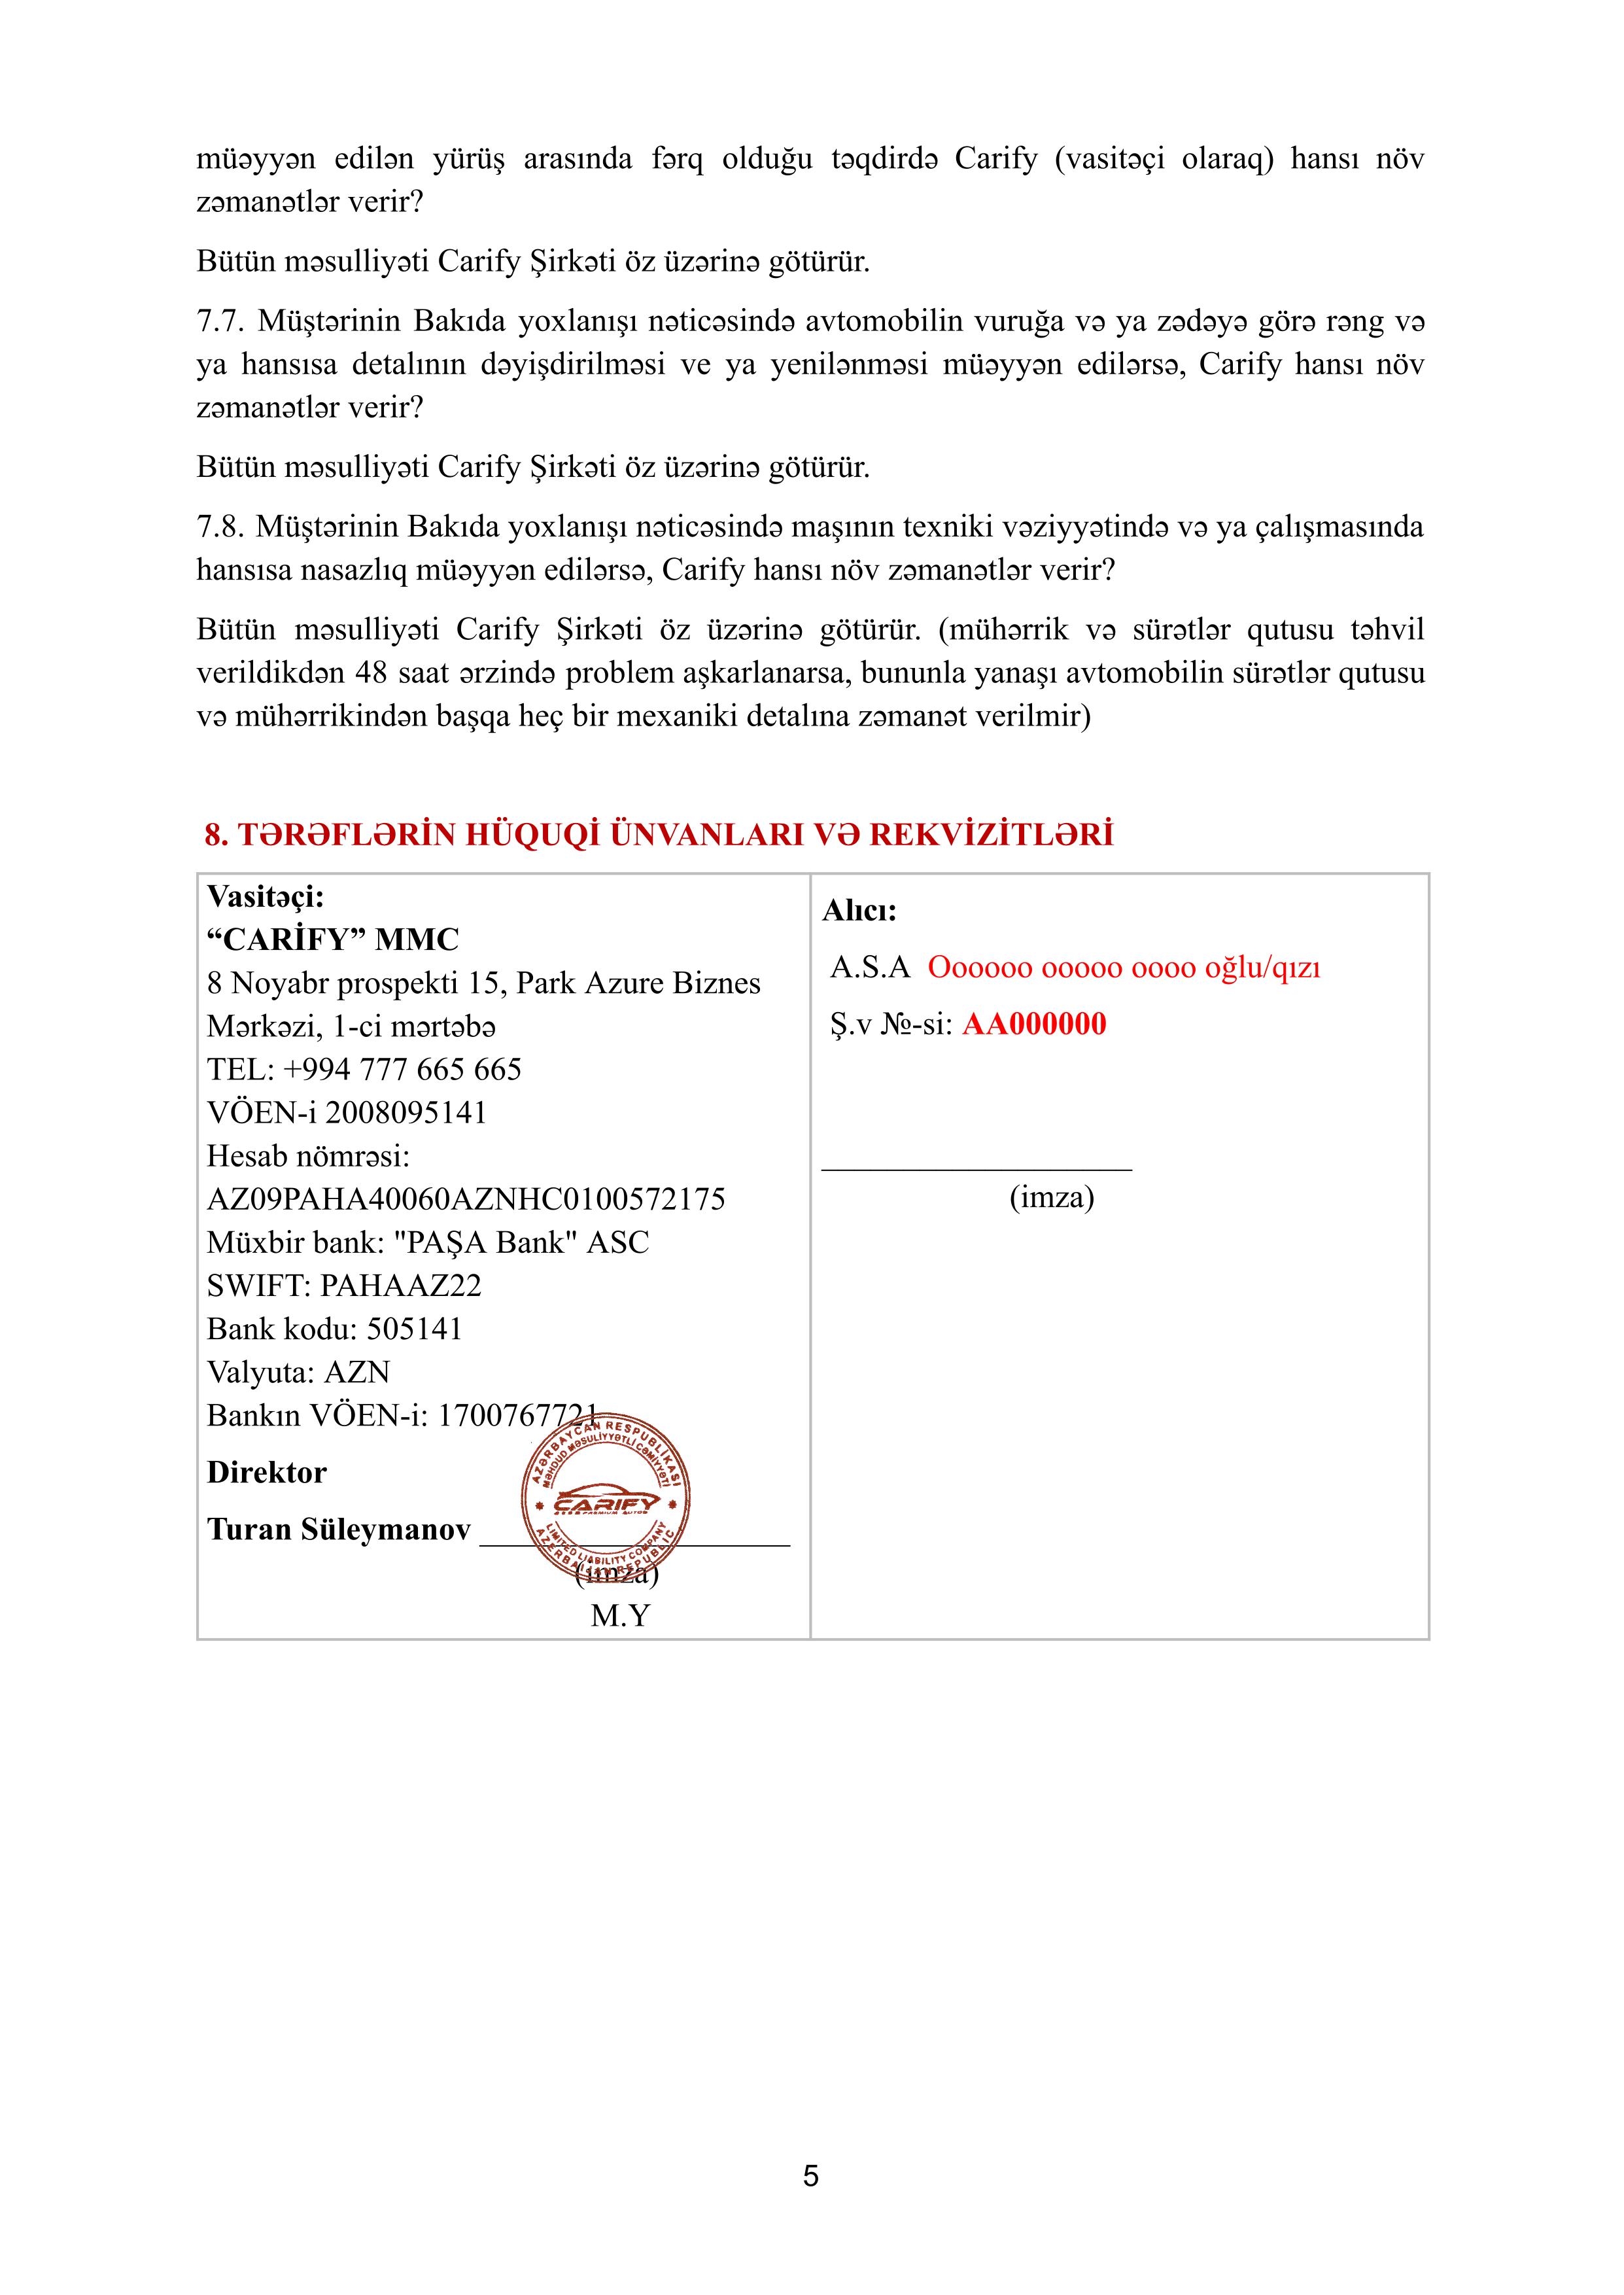 müəyyən edilən yürüş arasında fərq olduğu təqdirdə Carify (vasitəçi olaraq) hansı növ
zəmanətlər verir?
Bütün məsulliyəti Carify Şirkəti öz üzərinə götürür.
7.7. Müştərinin Bakıda yoxlanışı nəticəsində avtomobilin vuruğa və ya zədəyə görə rəng və
ya hansısa detalının dəyişdirilməsi ve ya yenilənməsi müəyyən edilərsə, Carify hansı növ
zəmanətlər verir?
Bütün məsulliyəti Carify Şirkəti öz üzərinə götürür.
7.8. Müştərinin Bakıda yoxlanışı nəticəsində maşının texniki vəziyyətində və ya çalışmasında
hansısa nasazlıq müəyyən edilərsə, Carify hansı növ zəmanətlər verir?
Bütün məsulliyəti Carify Şirkəti öz üzərinə götürür. (mühərrik və sürətlər qutusu təhvil
verildikdən 48 saat ərzində problem aşkarlanarsa, bununla yanaşı avtomobilin sürətlər qutusu
və mühərrikindən başqa heç bir mexaniki detalına zəmanət verilmir)
8. TƏRƏFLƏRİN HÜQUQİ ÜNVANLARI VƏ REKVİZİTLƏRİ
Vasitəçi:
“CARİFY” MMC
8 Noyabr prospekti 15, Park Azure Biznes
Mərkəzi, 1-ci mərtəbə
TEL: +994 777 665 665
VÖEN-i 2008095141
Hesab nömrəsi:
AZ09PAHA40060AZNHC0100572175
Müxbir bank: "PAŞA Bank" ASC
SWIFT: PAHAAZ22
Bank kodu: 505141
Valyuta: AZN
Bankın VÖEN-i: 1700767721
Direktor
Turan Süleymanov ___________________
(imza)
M.Y
AZƏRBAYCAN RESPUBLİKASI
MƏHDUD MƏSULİYYƏTLİ CƏMİYYƏTİ
CARIFY
LIMITED LIABILITY COMPANY
AZERBAIJAN REPUBLIC
Alıcı:
A.S.A Oooooo ooooo oooo oğlu/qızı
Ş.v №-si: AA000000
___________________
(imza)
5